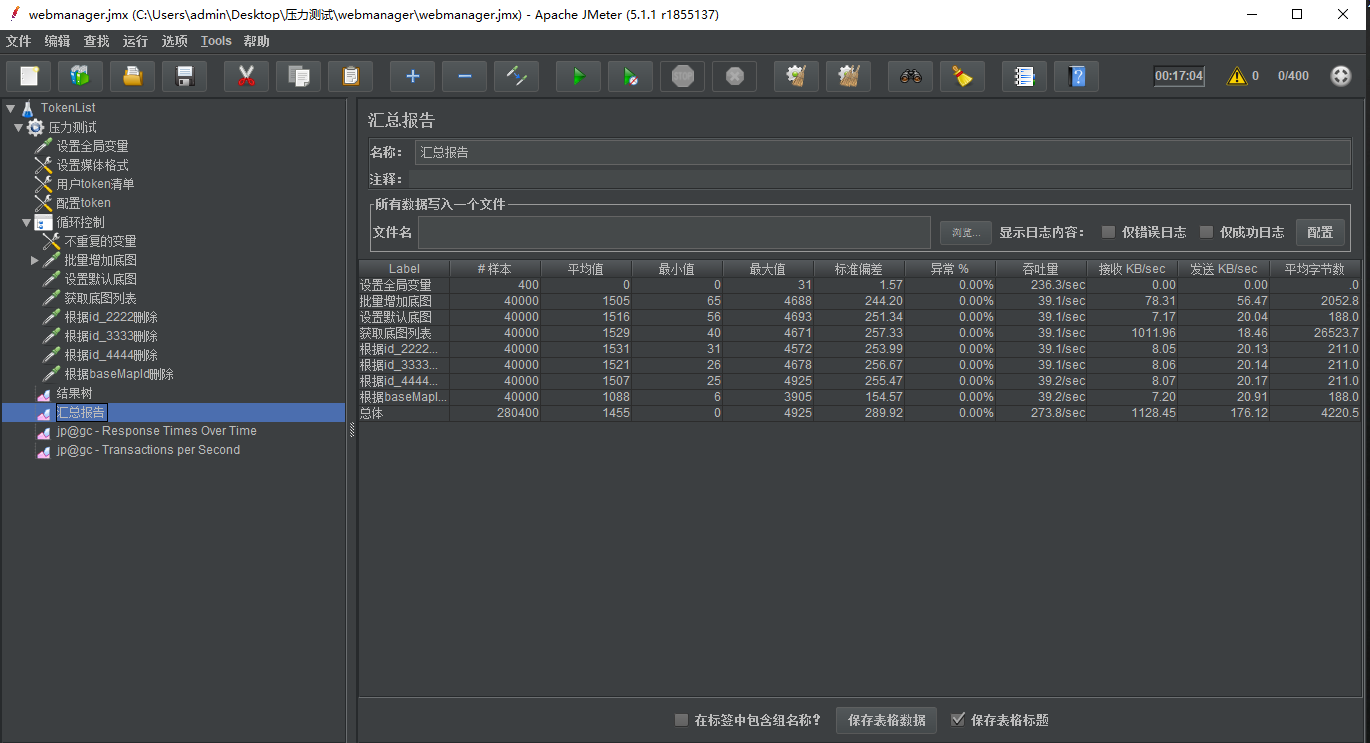 webmanager.jmx (C:\Users\admin\Desktop\压力测试\webmanager\webmanager.jmx) - Apache JMeter (5.1.1 r1855137)
文件 编辑 查找 运行 选项 Tools 帮助
STOP 00:17:04 0 0/400
TokenList
压力测试
设置全局变量
设置媒体格式
用户token清单
配置token
循环控制
不重复的变量
批量增加底图
设置默认底图
获取底图列表
根据id_2222删除
根据id_3333删除
根据id_4444删除
根据baseMapId删除
结果树
汇总报告
jp@gc - Response Times Over Time
jp@gc - Transactions per Second
汇总报告
名称： 汇总报告
注释：
所有数据写入一个文件
文件名 浏览... 显示日志内容： 仅错误日志 仅成功日志 配置
Label # 样本 平均值 最小值 最大值 标准偏差 异常 % 吞吐量 接收 KB/sec 发送 KB/sec 平均字节数
设置全局变量 400 0 0 31 1.57 0.00% 236.3/sec 0.00 0.00 .0
批量增加底图 40000 1505 65 4688 244.20 0.00% 39.1/sec 78.31 56.47 2052.8
设置默认底图 40000 1516 56 4693 251.34 0.00% 39.1/sec 7.17 20.04 188.0
获取底图列表 40000 1529 40 4671 257.33 0.00% 39.1/sec 1011.96 18.46 26523.7
根据id_2222... 40000 1531 31 4572 253.99 0.00% 39.1/sec 8.05 20.13 211.0
根据id_3333... 40000 1521 26 4678 256.67 0.00% 39.1/sec 8.06 20.14 211.0
根据id_4444... 40000 1507 25 4925 255.47 0.00% 39.2/sec 8.07 20.17 211.0
根据baseMapI... 40000 1088 6 3905 154.57 0.00% 39.2/sec 7.20 20.91 188.0
总体 280400 1455 0 4925 289.92 0.00% 273.8/sec 1128.45 176.12 4220.5
在标签中包含组名称？ 保存表格数据 保存表格标题